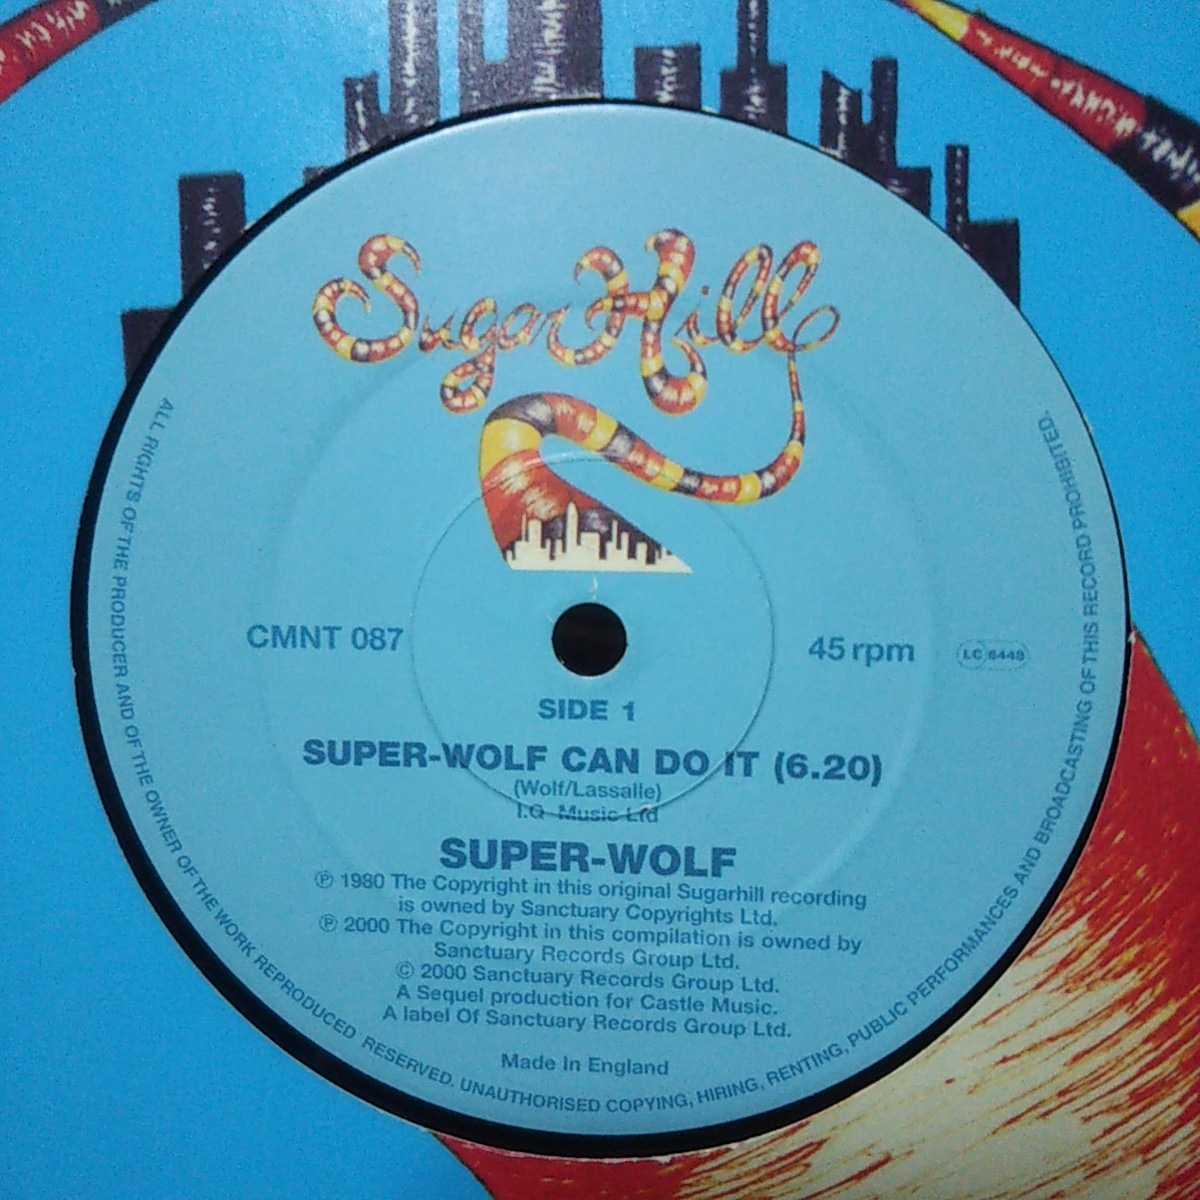 Sugar Hill
CMNT 087
45 rpm
LC 6448
SIDE 1
SUPER-WOLF CAN DO IT (6.20)
(Wolf/Lassalle)
I.Q Music Ltd
SUPER-WOLF
℗ 1980 The Copyright in this original Sugarhill recording
is owned by Sanctuary Copyrights Ltd.
℗ 2000 The Copyright in this compilation is owned by
Sanctuary Records Group Ltd.
© 2000 Sanctuary Records Group Ltd.
A Sequel production for Castle Music.
A label Of Sanctuary Records Group Ltd.
Made In England
ALL RIGHTS OF THE PRODUCER AND OF THE OWNER OF THE WORK REPRODUCED RESERVED. UNAUTHORISED COPYING, HIRING, RENTING, PUBLIC PERFORMANCES AND BROADCASTING OF THIS RECORD PROHIBITED.